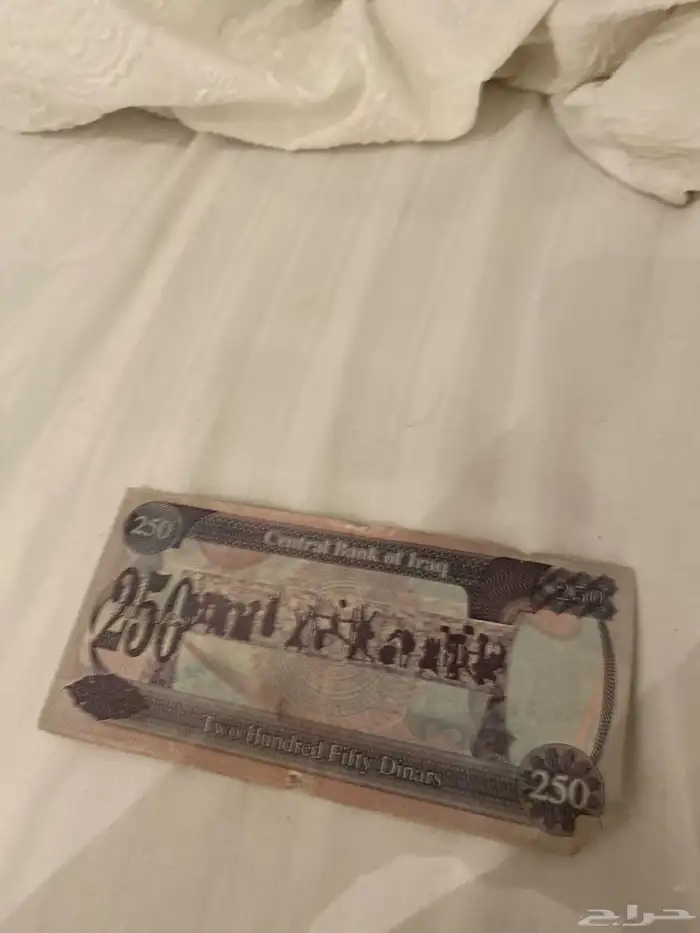 250
Central Bank of Iraq
250
250
Two Hundred Fifty Dinars
250
حراج